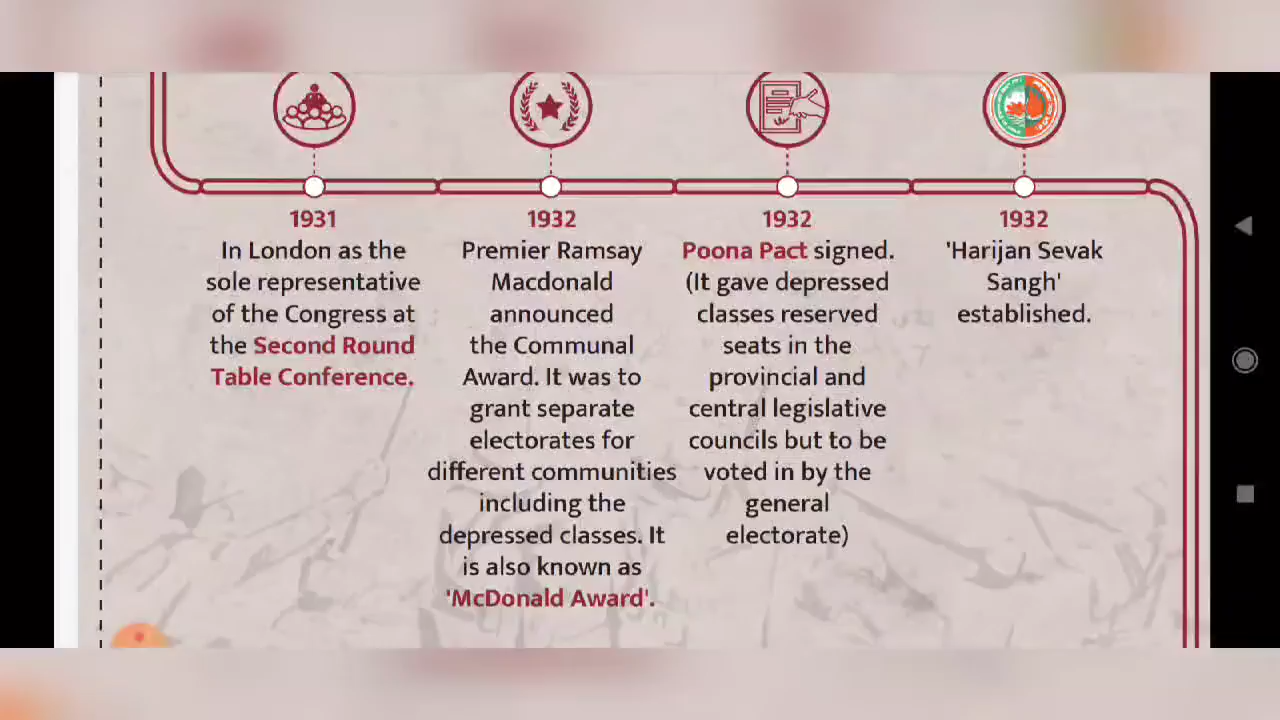 1931
In London as the
sole representative
of the Congress at
the Second Round
Table Conference.
1932
Premier Ramsay
Macdonald
announced
the Communal
Award. It was to
grant separate
electorates for
different communities
including the
depressed classes. It
is also known as
'McDonald Award'.
1932
Poona Pact signed.
(It gave depressed
classes reserved
seats in the
provincial and
central legislative
councils but to be
voted in by the
general
electorate)
1932
'Harijan Sevak
Sangh'
established.